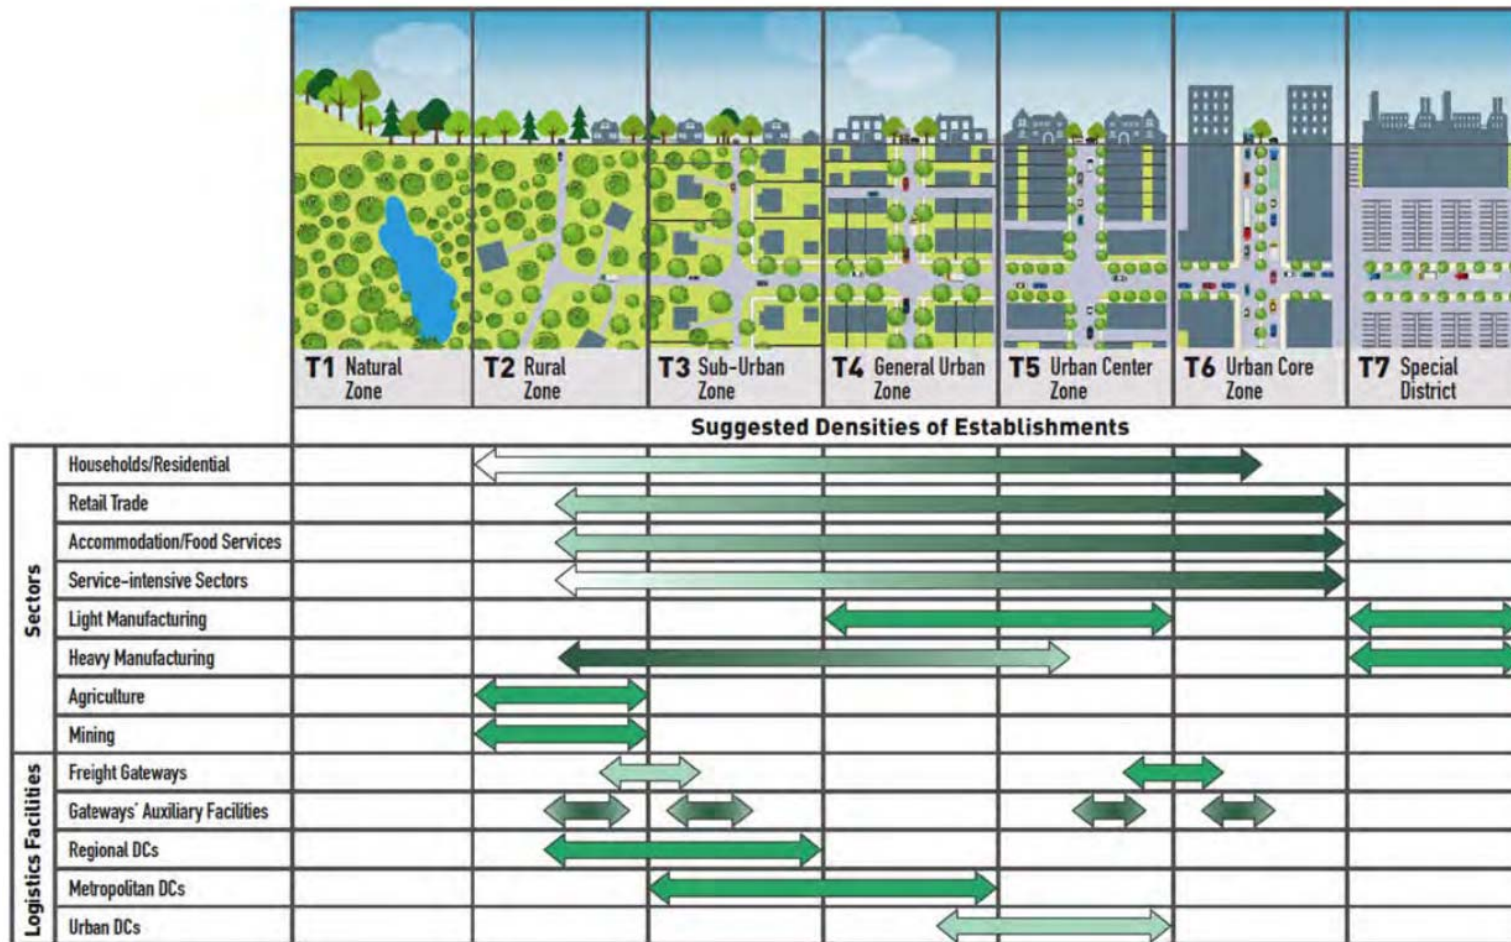 T1 Natural Zone
T2 Rural Zone
T3 Sub-Urban Zone
T4 General Urban Zone
T5 Urban Center Zone
T6 Urban Core Zone
T7 Special District
Suggested Densities of Establishments
Sectors
Households/Residential
Retail Trade
Accommodation/Food Services
Service-intensive Sectors
Light Manufacturing
Heavy Manufacturing
Agriculture
Mining
Logistics Facilities
Freight Gateways
Gateways' Auxiliary Facilities
Regional DCs
Metropolitan DCs
Urban DCs